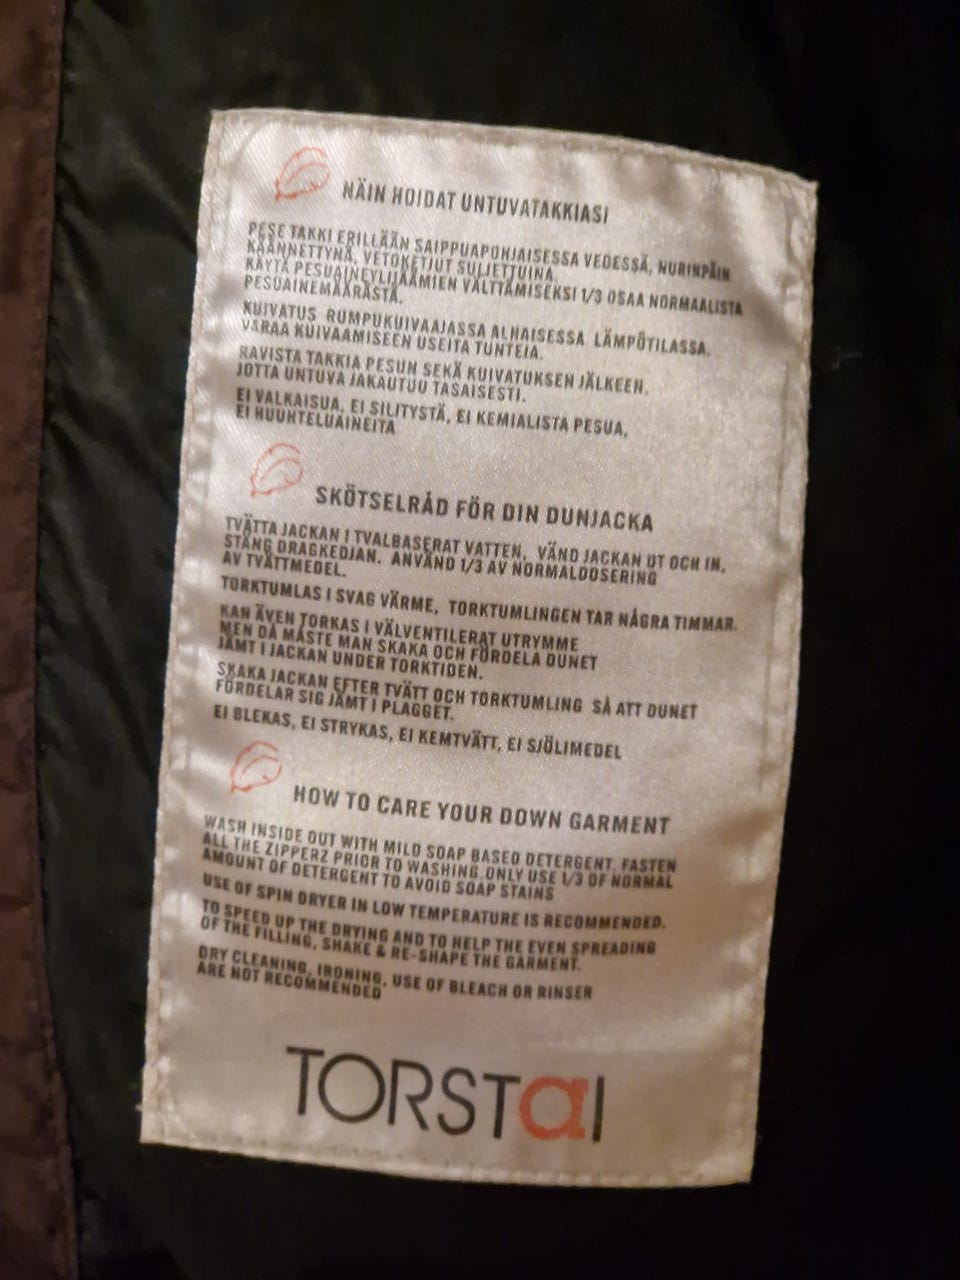 NÄIN HOIDAT UNTUVATAKKIASI
PESE TAKKI ERILLÄÄN SAIPPUAPOHJAISESSA VEDESSÄ, NURINPÄIN
KÄÄNNETTYNÄ, VETOKETJUT SULJETTUINA.
KÄYTÄ PESUAINEYLIJÄÄMIEN VÄLTTÄMISEKSI 1/3 OSAA NORMAALISTA
PESUAINEMÄÄRÄSTÄ.
KUIVATUS RUMPUKUIVAAJASSA ALHAISESSA LÄMPÖTILASSA.
VARAA KUIVAAMISEEN USEITA TUNTEJA.
RAVISTA TAKKIA PESUN SEKÄ KUIVATUKSEN JÄLKEEN.
JOTTA UNTUVA JAKAUTUU TASAISESTI.
EI VALKAISUA, EI SILITYSTÄ, EI KEMIALISTA PESUA,
EI HUUHTELUAINEITA
SKÖTSELRÅD FÖR DIN DUNJACKA
TVÄTTA JACKAN I TVALBASERAT VATTEN, VÄND JACKAN UT OCH IN,
STÄNG DRAGKEDJAN. ANVÄND 1/3 AV NORMALDOSERING
AV TVÄTTMEDEL.
TORKTUMLAS I SVAG VÄRME, TORKTUMLINGEN TAR NÅGRA TIMMAR.
KAN ÄVEN TORKAS I VÄLVENTILERAT UTRYMME
MEN DÅ MÅSTE MAN SKAKA OCH FÖRDELA DUNET
JÄMT I JACKAN UNDER TORKTIDEN.
SKAKA JACKAN EFTER TVÄTT OCH TORKTUMLING SÅ ATT DUNET
FÖRDELAR SIG JÄMT I PLAGGET.
EI BLEKAS, EI STRYKAS, EI KEMTVÄTT, EI SJÖLIMEDEL
HOW TO CARE YOUR DOWN GARMENT
WASH INSIDE OUT WITH MILD SOAP BASED DETERGENT. FASTEN
ALL THE ZIPPERZ PRIOR TO WASHING. ONLY USE 1/3 OF NORMAL
AMOUNT OF DETERGENT TO AVOID SOAP STAINS
USE OF SPIN DRYER IN LOW TEMPERATURE IS RECOMMENDED.
TO SPEED UP THE DRYING AND TO HELP THE EVEN SPREADING
OF THE FILLING, SHAKE & RE-SHAPE THE GARMENT.
DRY CLEANING, IRONING, USE OF BLEACH OR RINSER
ARE NOT RECOMMENDED
TORSTAI